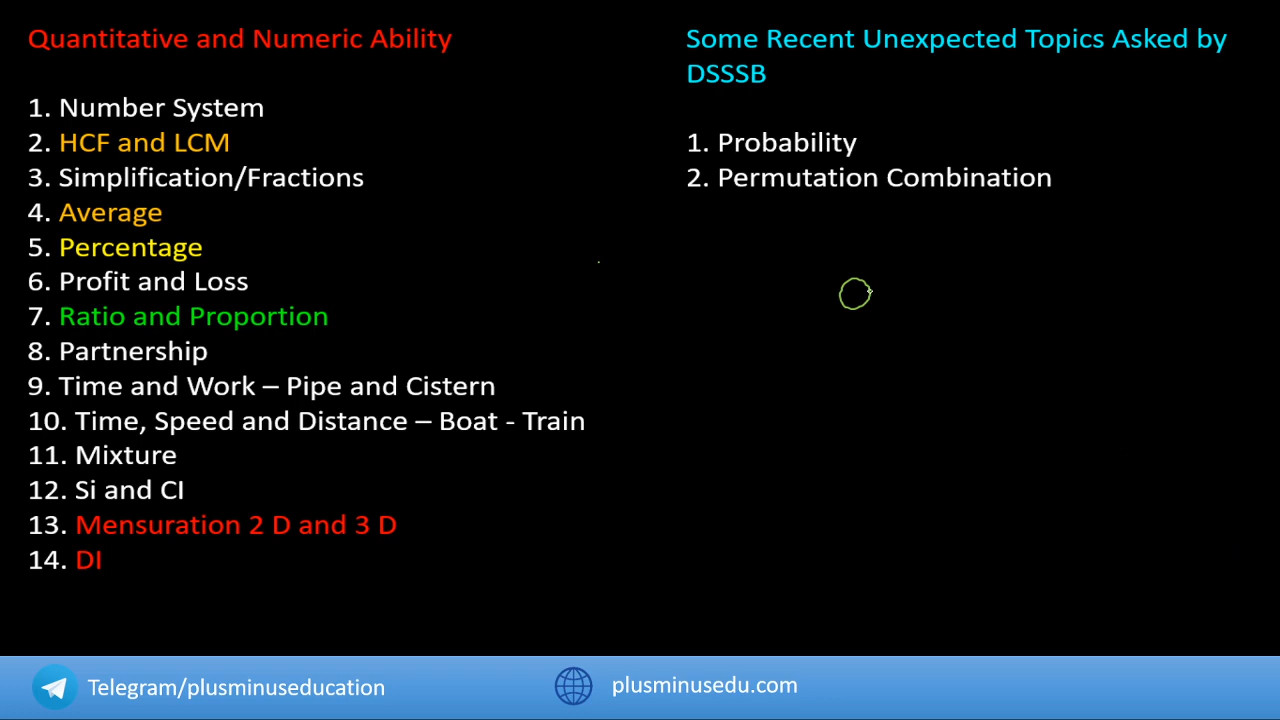 Quantitative and Numeric Ability
1. Number System
2. HCF and LCM
3. Simplification/Fractions
4. Average
5. Percentage
6. Profit and Loss
7. Ratio and Proportion
8. Partnership
9. Time and Work – Pipe and Cistern
10. Time, Speed and Distance – Boat - Train
11. Mixture
12. Si and CI
13. Mensuration 2 D and 3 D
14. DI
Some Recent Unexpected Topics Asked by
DSSSB
1. Probability
2. Permutation Combination
Telegram/plusminuseducation
plusminusedu.com